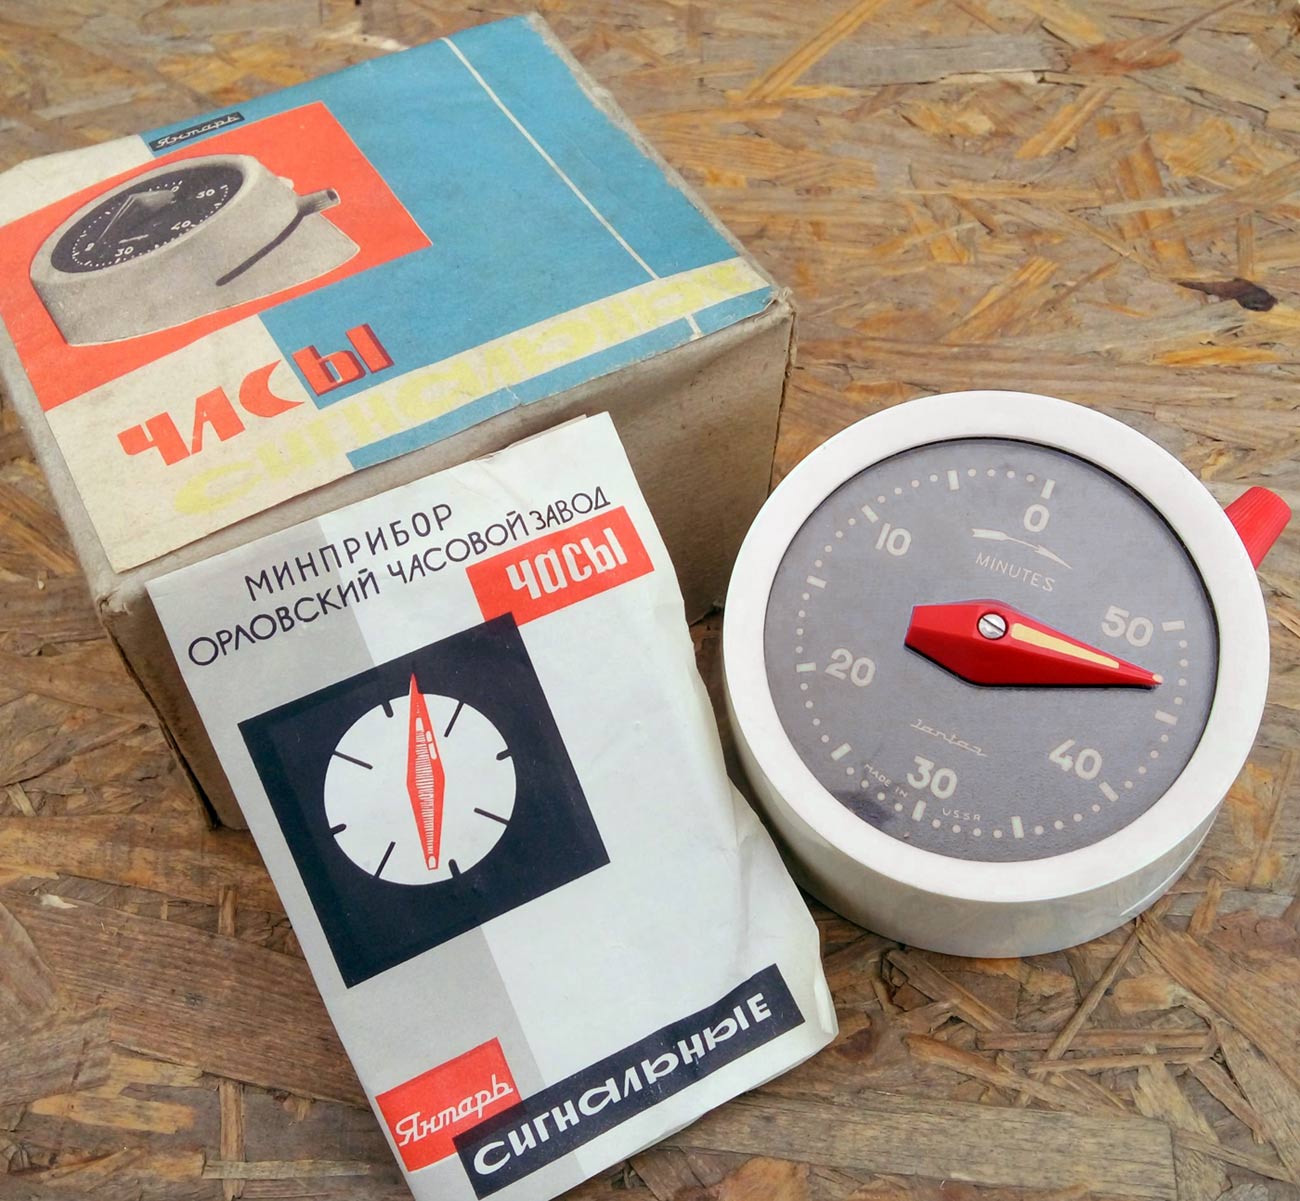 Янтарь
0
50
40
30
часы
сигнальные
МИНПРИБОР
ОРЛОВСКИЙ ЧАСОВОЙ ЗАВОД
часы
Янтарь
сигнальные
0
10
MINUTES
50
20
Jantar
40
30
MADE IN USSR